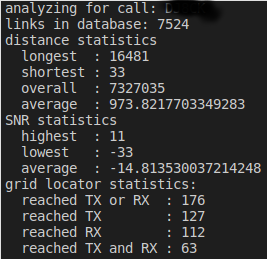 analyzing for call:
links in database: 7524
distance statistics
longest : 16481
shortest : 33
overall : 7327035
average : 973.8217703349283
SNR statistics
highest : 11
lowest : -33
average : -14.813530037214248
grid locator statistics:
reached TX or RX : 176
reached TX : 127
reached RX : 112
reached TX and RX : 63